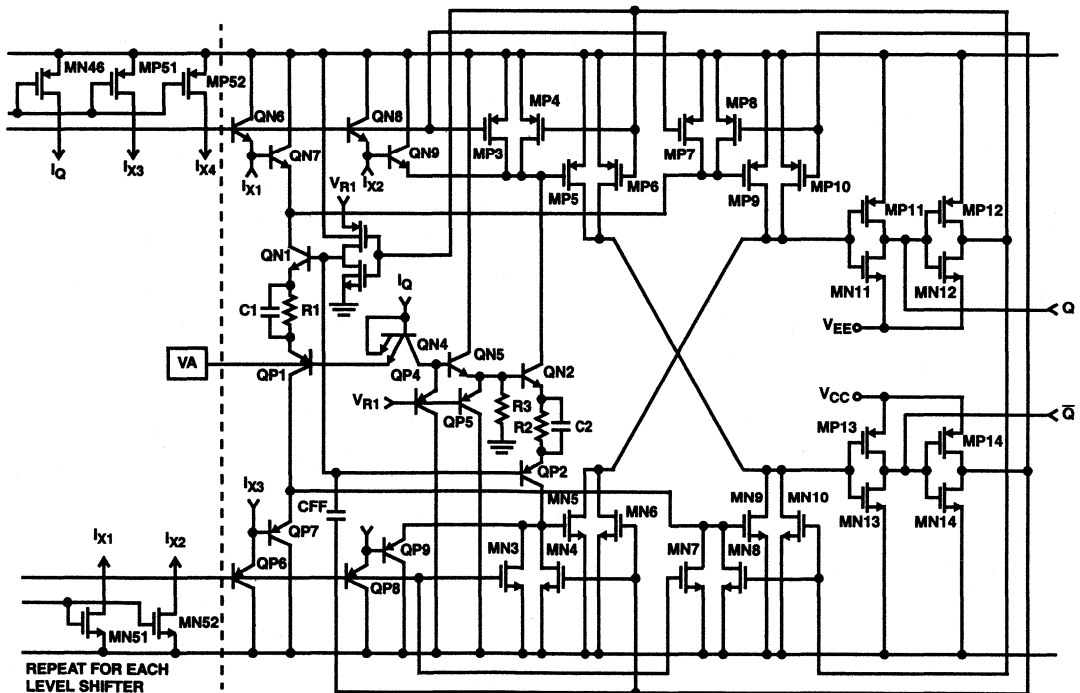 MN46
MP51
MP52
QN6
QN8
MP4
MP8
QN7
QN9
MP3
MP7
IQ
IX3
IX4
IX1
IX2
VR1
MP5
MP6
MP9
MP10
MP11
MP12
QN1
IQ
MN11
MN12
C1
R1
Q
VEE
QN4
QN5
VA
QP1
QP4
QN2
VCC
VR1
R3
Q̅
QP5
R2
C2
MP13
MP14
QP2
IX3
CFF
MN5
MN6
MN9
MN10
QP7
MN13
MN14
IX1
IX2
QP9
MN3
MN4
MN7
MN8
QP6
QP8
MN51
MN52
REPEAT FOR EACH
LEVEL SHIFTER